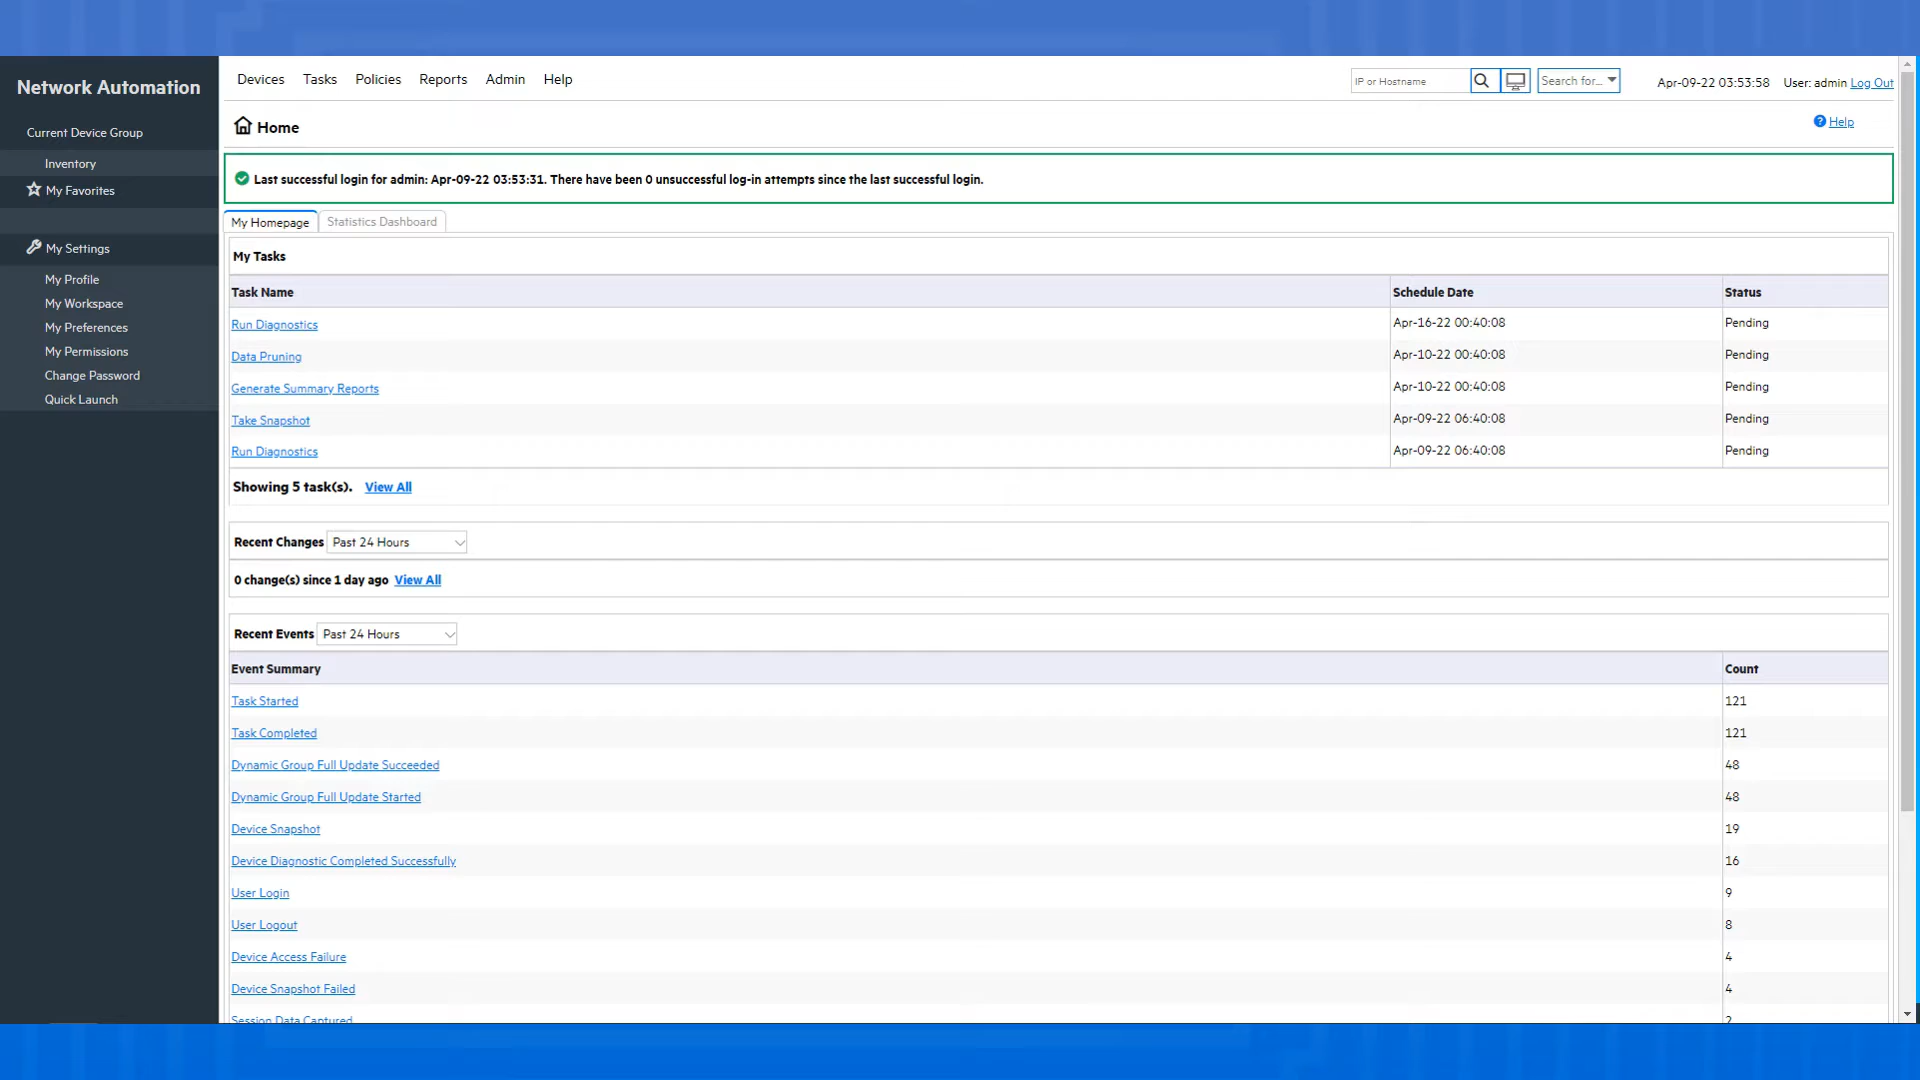 Network Automation
Current Device Group
Inventory
My Favorites
My Settings
My Profile
My Workspace
My Preferences
My Permissions
Change Password
Quick Launch
Devices Tasks Policies Reports Admin Help
IP or Hostname Search for... Apr-09-22 03:53:58 User: admin Log Out
Home
Help
Last successful login for admin: Apr-09-22 03:53:31. There have been 0 unsuccessful log-in attempts since the last successful login.
My Homepage Statistics Dashboard
My Tasks
Task Name Schedule Date Status
Run Diagnostics Apr-16-22 00:40:08 Pending
Data Pruning Apr-10-22 00:40:08 Pending
Generate Summary Reports Apr-10-22 00:40:08 Pending
Take Snapshot Apr-09-22 06:40:08 Pending
Run Diagnostics Apr-09-22 06:40:08 Pending
Showing 5 task(s). View All
Recent Changes Past 24 Hours
0 change(s) since 1 day ago View All
Recent Events Past 24 Hours
Event Summary Count
Task Started 121
Task Completed 121
Dynamic Group Full Update Succeeded 48
Dynamic Group Full Update Started 48
Device Snapshot 19
Device Diagnostic Completed Successfully 16
User Login 9
User Logout 8
Device Access Failure 4
Device Snapshot Failed 4
Session Data Captured 2